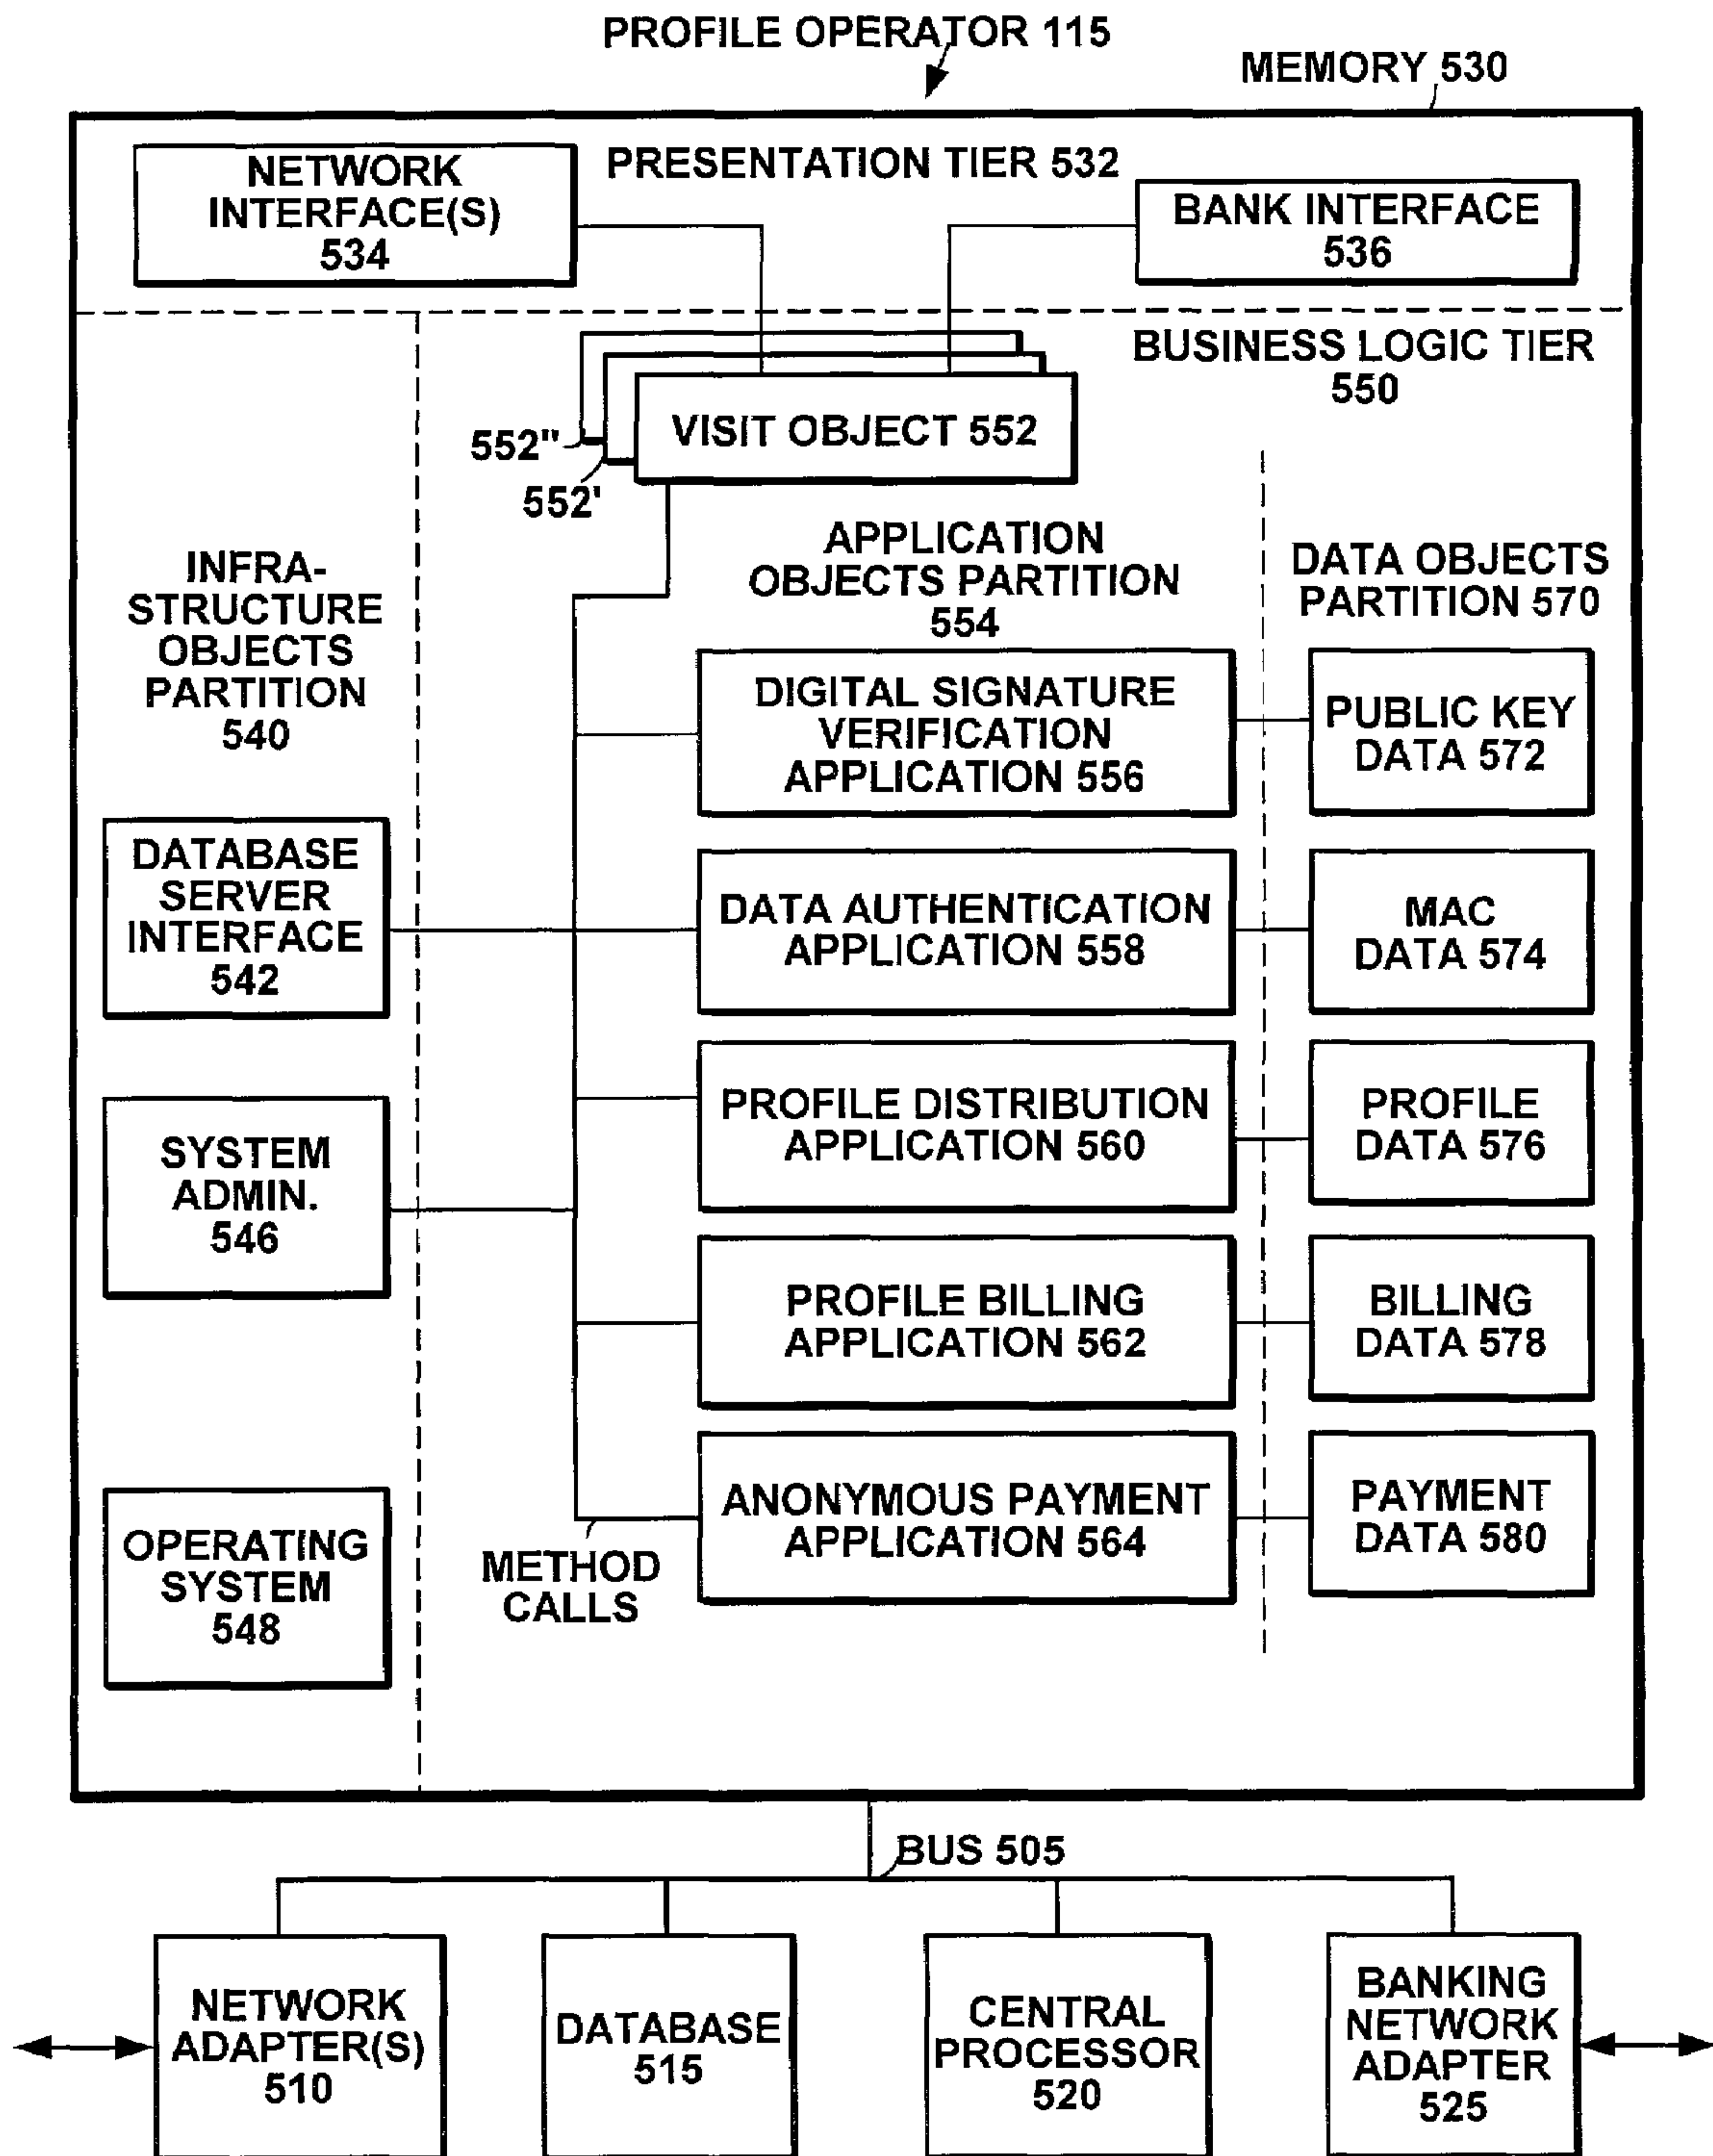 PROFILE OPERATOR 115
MEMORY 530
NETWORK
INTERFACE(S)
534
PRESENTATION TIER 532
BANK INTERFACE
536
BUSINESS LOGIC TIER
550
VISIT OBJECT 552
552"
552'
INFRA-
STRUCTURE
OBJECTS
PARTITION
540
APPLICATION
OBJECTS PARTITION
554
DATA OBJECTS
PARTITION 570
DIGITAL SIGNATURE
VERIFICATION
APPLICATION 556
PUBLIC KEY
DATA 572
DATABASE
SERVER
INTERFACE
542
DATA AUTHENTICATION
APPLICATION 558
MAC
DATA 574
SYSTEM
ADMIN.
546
PROFILE DISTRIBUTION
APPLICATION 560
PROFILE
DATA 576
PROFILE BILLING
APPLICATION 562
BILLING
DATA 578
OPERATING
SYSTEM
548
METHOD
CALLS
ANONYMOUS PAYMENT
APPLICATION 564
PAYMENT
DATA 580
BUS 505
NETWORK
ADAPTER(S)
510
DATABASE
515
CENTRAL
PROCESSOR
520
BANKING
NETWORK
ADAPTER
525